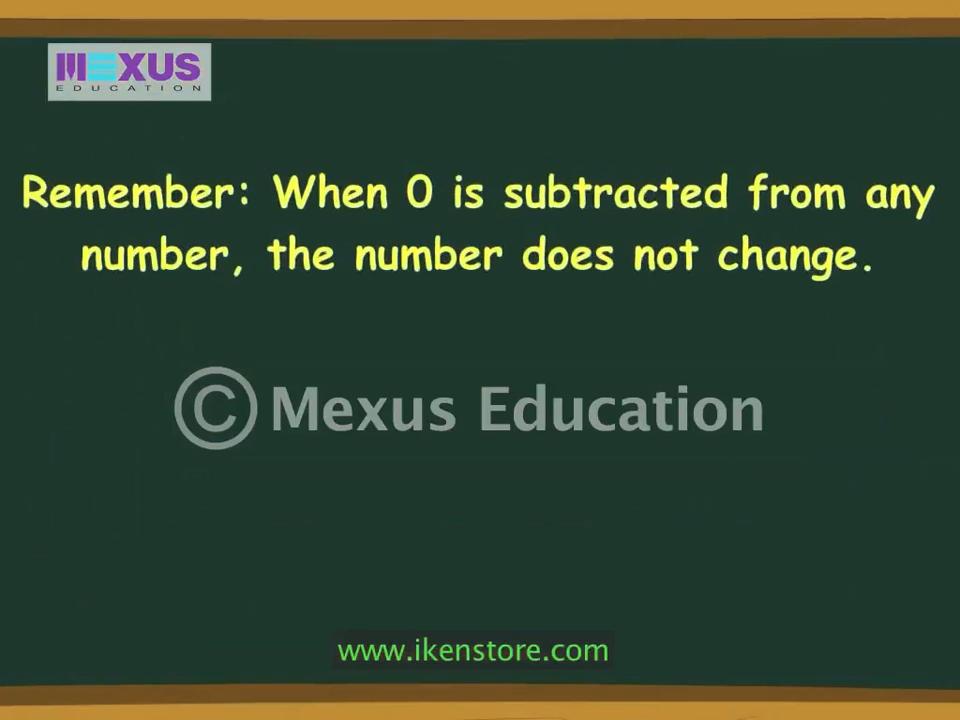 MEXUS
EDUCATION
Remember: When 0 is subtracted from any
number, the number does not change.
© Mexus Education
www.ikenstore.com